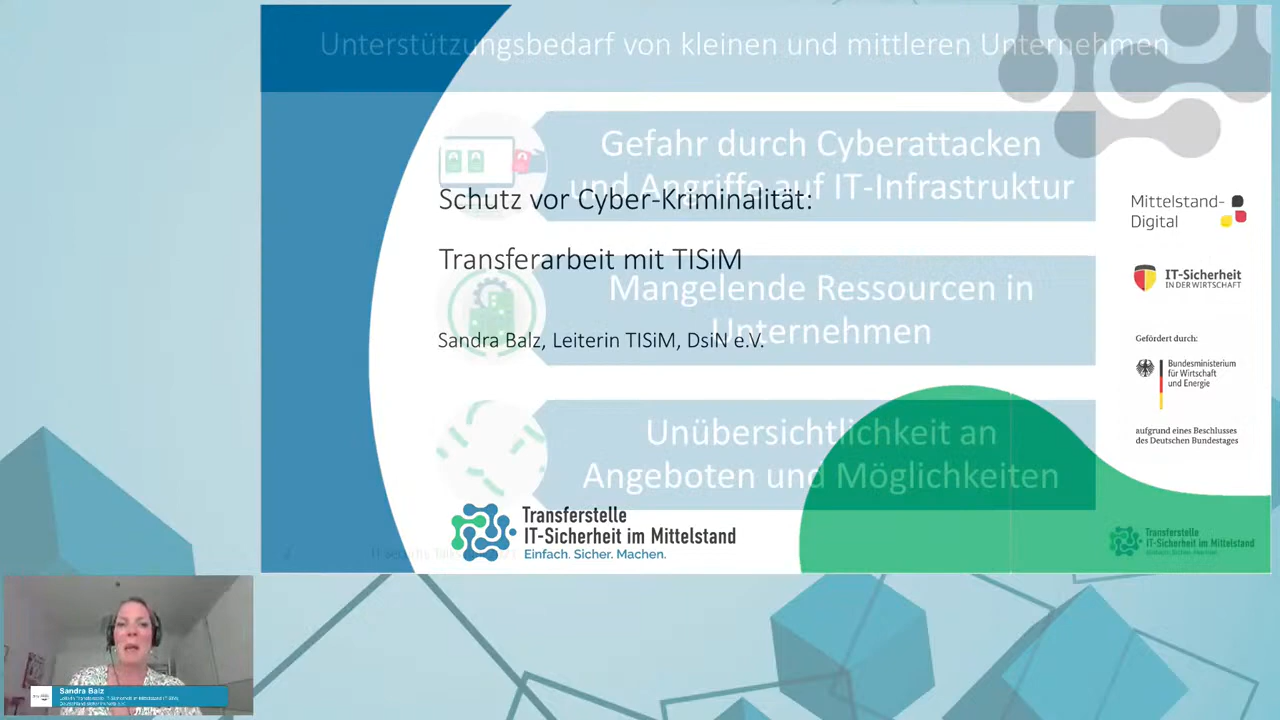 Unterstützungsbedarf von kleinen und mittleren Unternehmen
Gefahr durch Cyberattacken
und Angriffe auf IT-Infrastruktur
Schutz vor Cyber-Kriminalität:
Transferarbeit mit TISiM
Mangelende Ressourcen in
Unternehmen
Sandra Balz, Leiterin TISiM, DsiN e.V.
Unübersichtlichkeit an
Angeboten und Möglichkeiten
Transferstelle
IT-Sicherheit im Mittelstand
Einfach. Sicher. Machen.
Mittelstand-
Digital
IT-Sicherheit
IN DER WIRTSCHAFT
Gefördert durch:
Bundesministerium
für Wirtschaft
und Energie
aufgrund eines Beschlusses
des Deutschen Bundestages
Transferstelle
IT-Sicherheit im Mittelstand
Sandra Balz